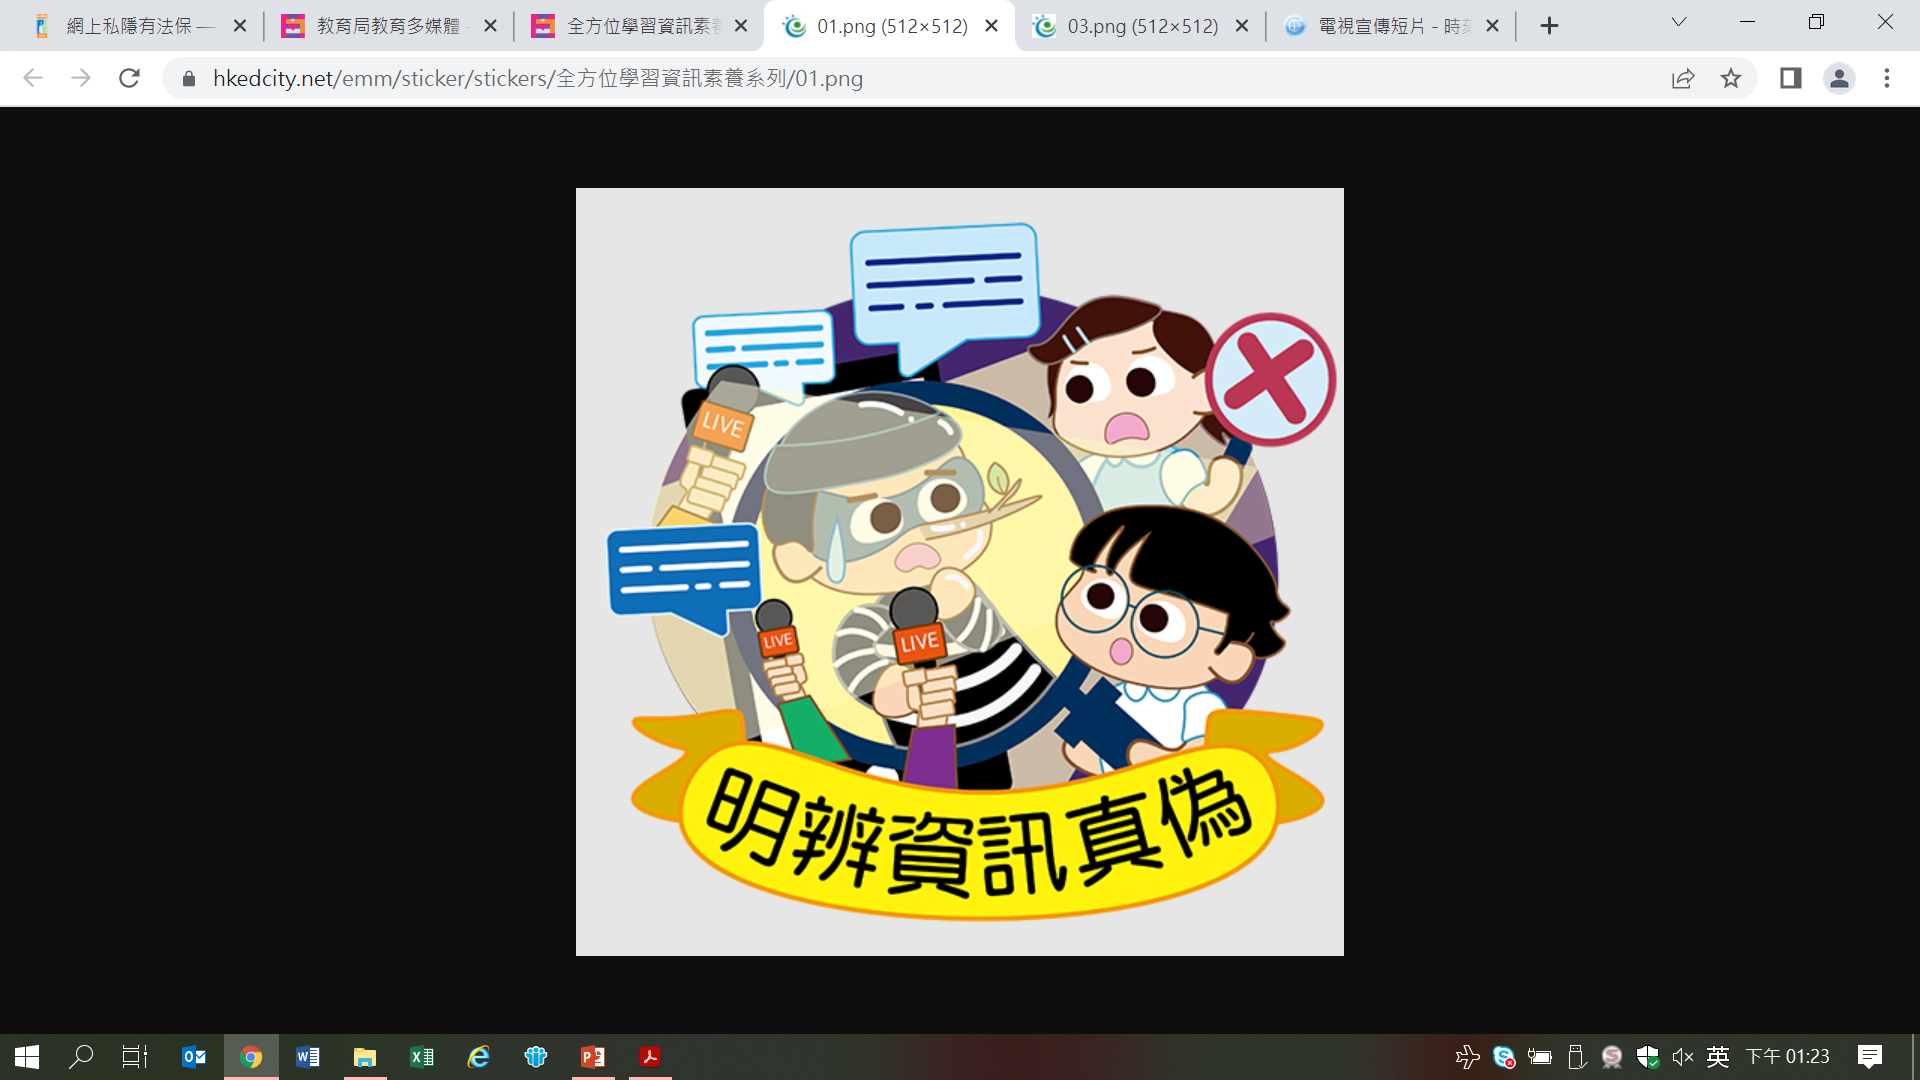 網上私隱有法保 —
教育局教育多媒體
全方位學習資訊素
01.png (512×512)
03.png (512×512)
電視宣傳短片 - 時
hkedcity.net/emm/sticker/stickers/全方位學習資訊素養系列/01.png
LIVE
LIVE
LIVE
明辨資訊真偽
英
下午 01:23